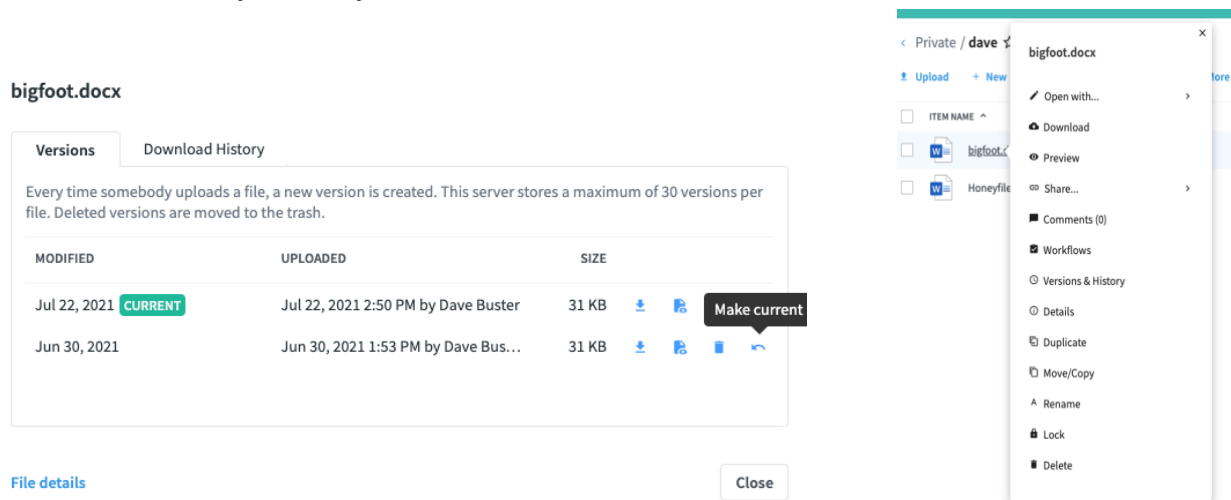 bigfoot.docx
Versions
Download History
Every time somebody uploads a file, a new version is created. This server stores a maximum of 30 versions per
file. Deleted versions are moved to the trash.
MODIFIED UPLOADED SIZE
Jul 22, 2021 CURRENT Jul 22, 2021 2:50 PM by Dave Buster 31 KB
Make current
Jun 30, 2021 Jun 30, 2021 1:53 PM by Dave Bus... 31 KB
File details
Close
Private / dave
Upload + New
ITEM NAME
bigfoot.
Honeyfile
bigfoot.docx
Open with...
Download
Preview
Share...
Comments (0)
Workflows
Versions & History
Details
Duplicate
Move/Copy
Rename
Lock
Delete